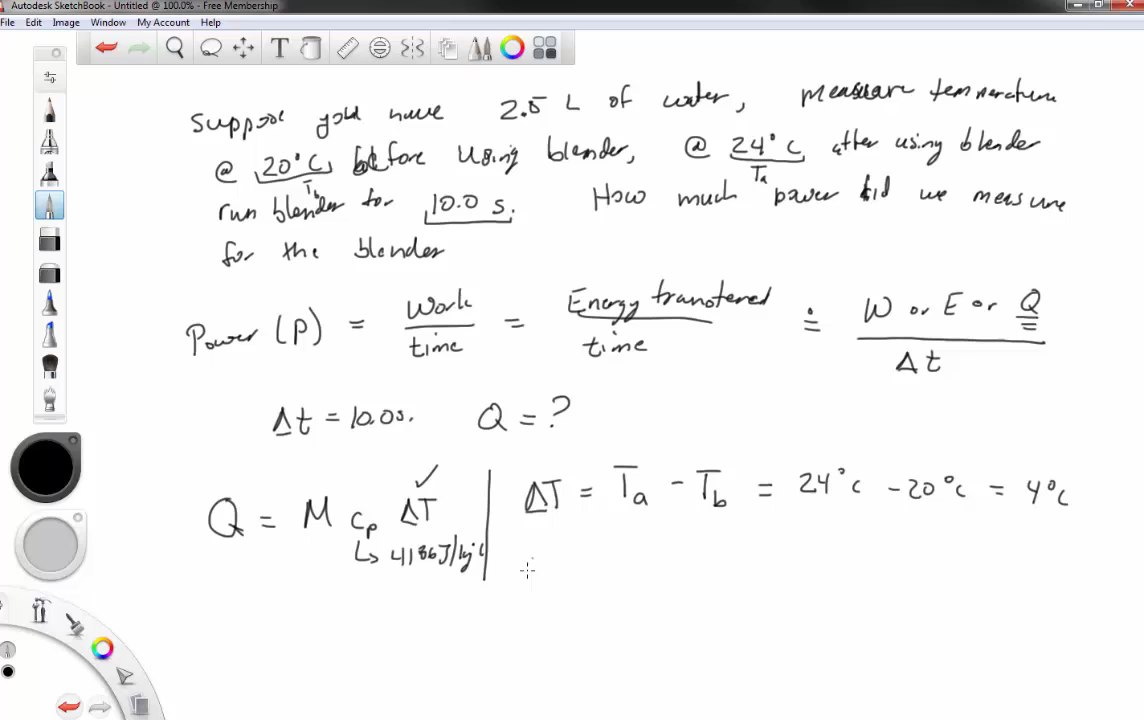 Autodesk SketchBook - Untitled @ 100.0% - Free Membership
File Edit Image Window My Account Help
T
Suppose you have 2.5 L of water, measure temperature
@ 20°C before using blender, @ 24°C after using blender
Tb Ta
run blender for 10.0 s. How much power did we measure
for the blender
Power (P) = Work / time = Energy transfered / time = W or E or Q / Δt
Δt = 10.0s. Q = ?
Q = M cp ΔT ✓ | ΔT = Ta - Tb = 24°C - 20°C = 4°C
↳ 4186J/kg°C